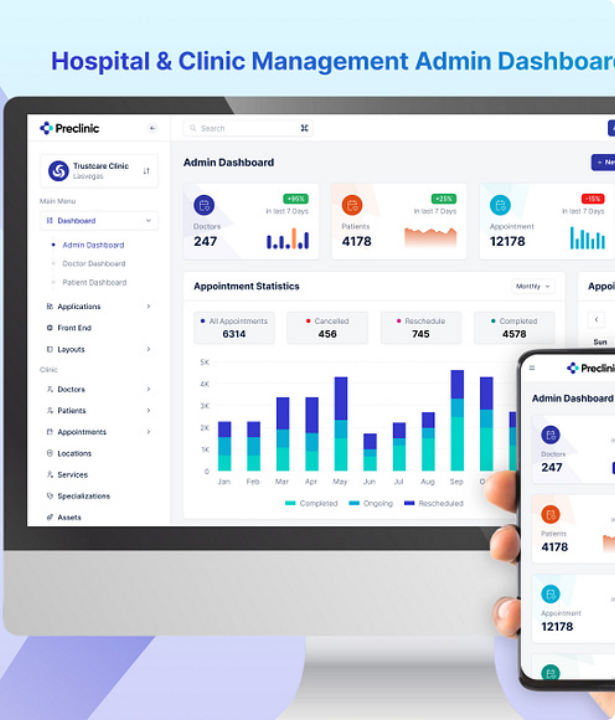 Hospital & Clinic Management Admin Dashboar
Preclinic
Search
Trustcare Clinic
Lasvegas
Main Menu
Dashboard
Admin Dashboard
Doctor Dashboard
Patient Dashboard
Applications
Front End
Layouts
Clinic
Doctors
Patients
Appointments
Locations
Services
Specializations
Assets
Admin Dashboard
+ Ne
+95%
in last 7 Days
Doctors
247
+25%
in last 7 Days
Patients
4178
-15%
in last 7 Days
Appointment
12178
Appointment Statistics
Monthly
All Appointments
6314
Cancelled
456
Reschedule
745
Completed
4578
5K
4K
3K
2K
1K
0
Jan Feb Mar Apr May Jun Jul Aug Sep O
Completed Ongoing Rescheduled
Appoi
Sun
Preclini
Admin Dashboard
Doctors
247
Patients
4178
Appointment
12178